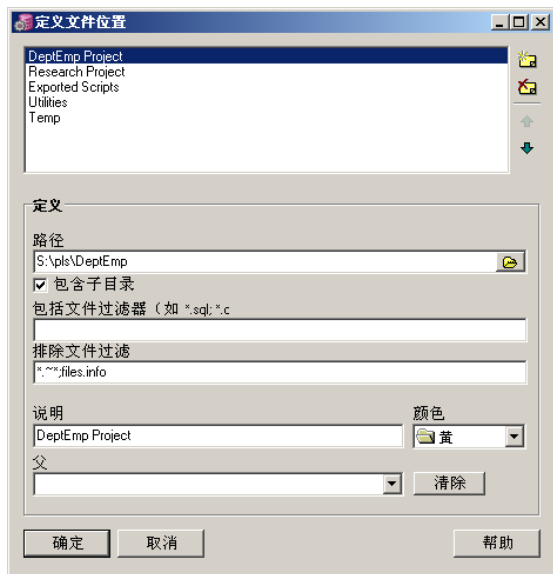 定义文件位置
DeptEmp Project
Research Project
Exported Scripts
Utilities
Temp
定义
路径
S:\pls\DeptEmp
包含子目录
包括文件过滤器（如 *.sql; *.c
排除文件过滤
*.~*;files.info
说明
颜色
DeptEmp Project
黄
父
清除
确定
取消
帮助